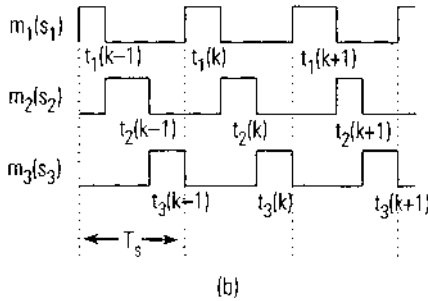 m₁(s₁)
t₁(k–1) t₁(k) t₁(k+1)
m₂(s₂)
t₂(k–1) t₂(k) t₂(k+1)
m₃(s₃)
t₃(k–1) t₃(k) t₃(k+1)
Tₛ
(b)